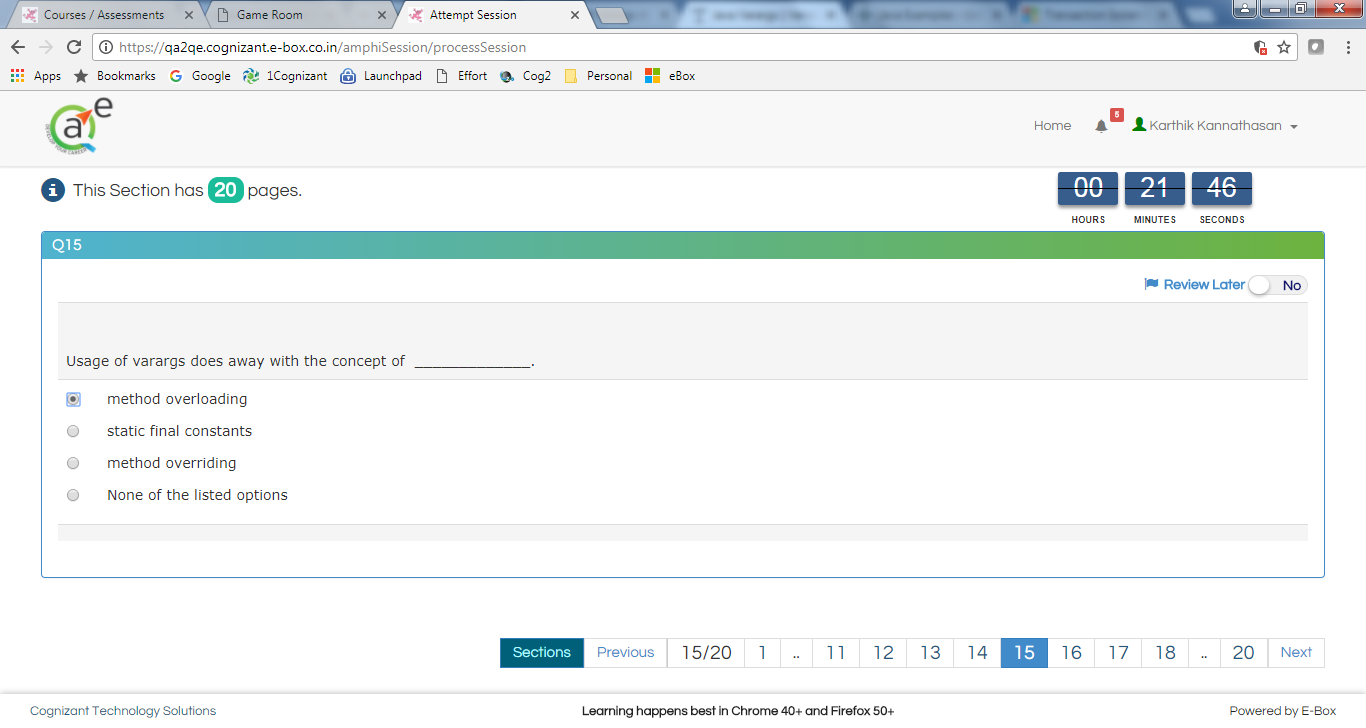 Courses / Assessments
Game Room
Attempt Session
https://qa2qe.cognizant.e-box.co.in/amphiSession/processSession
Apps Bookmarks Google 1Cognizant Launchpad Effort Cog2 Personal eBox
a e
Home 5 Karthik Kannathasan
This Section has 20 pages.
00 21 46
HOURS MINUTES SECONDS
Q15
Review Later No
Usage of varargs does away with the concept of _____________.
method overloading
static final constants
method overriding
None of the listed options
Sections Previous 15/20 1 .. 11 12 13 14 15 16 17 18 .. 20 Next
Cognizant Technology Solutions Learning happens best in Chrome 40+ and Firefox 50+ Powered by E-Box